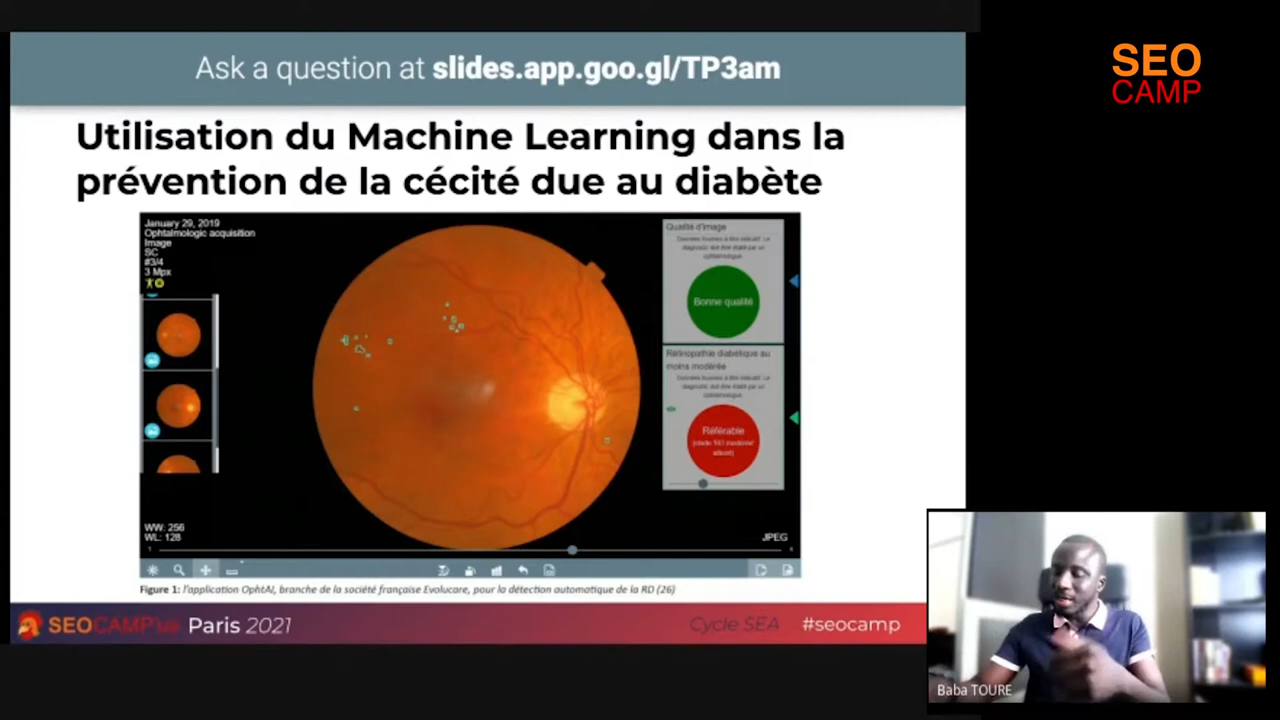 Ask a question at slides.app.goo.gl/TP3am
SEO
CAMP
Utilisation du Machine Learning dans la
prévention de la cécité due au diabète
January 29, 2019
Ophtalmologic acquisition
Image
SC
#3/4
3 Mpx
WW: 256
WL: 128
Qualité d'image
Bonne qualité
Rétinopathie diabétique au
moins modérée
Référable
JPEG
Figure 1: l'application OphtAI, branche de la société française Evolucare, pour la détection automatique de la RD (26)
SEOCAMP'us Paris 2021
Cycle SEA
#seocamp
Baba TOURE